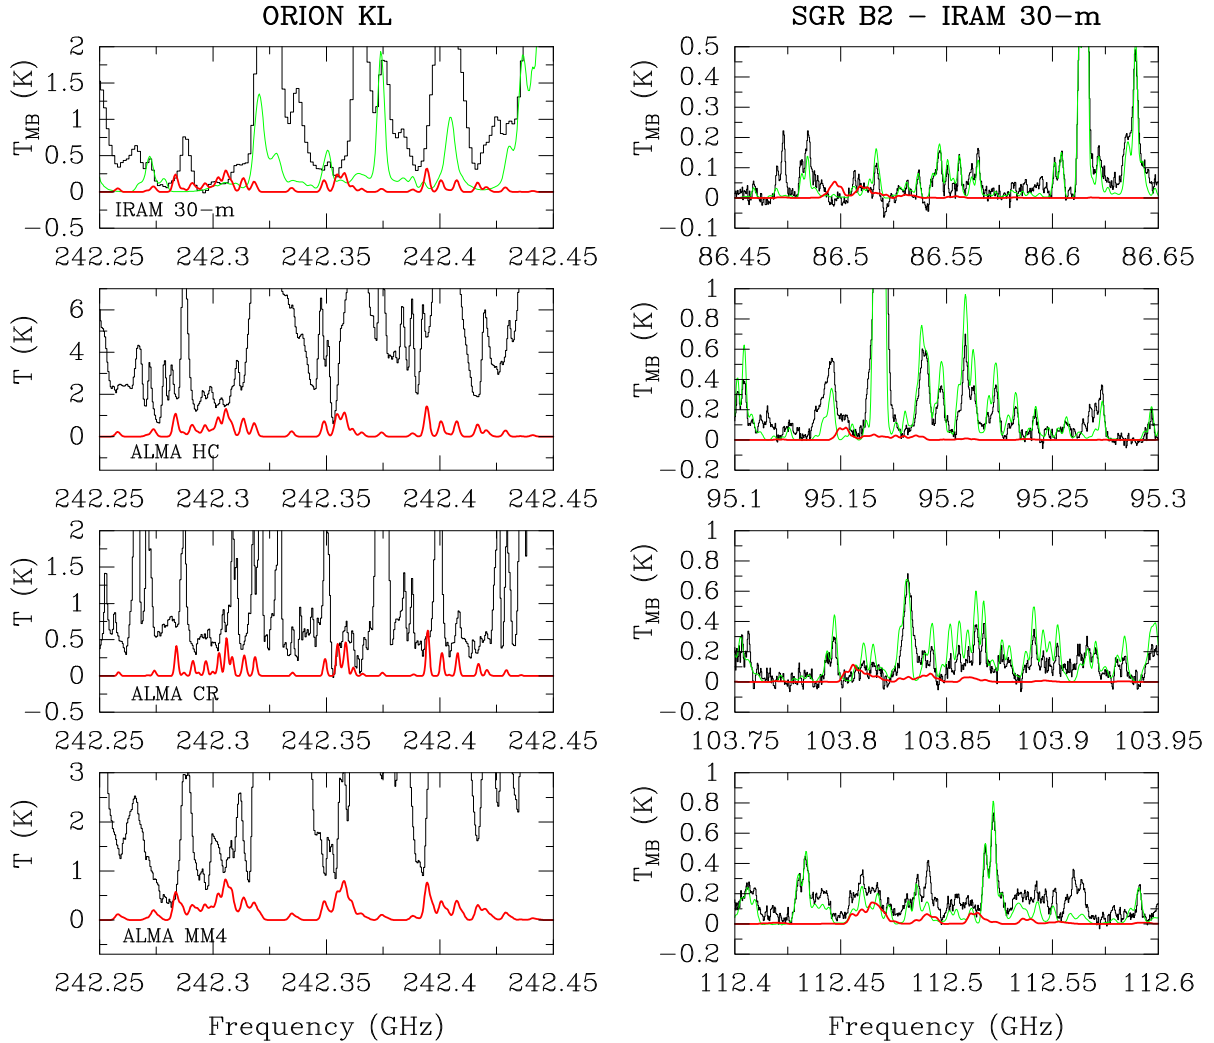 ORION KL
SGR B2 – IRAM 30–m
T_MB (K)
2
1.5
1
0.5
0
−0.5
IRAM 30–m
242.25 242.3 242.35 242.4 242.45
T_MB (K)
0.5
0.4
0.3
0.2
0.1
0
−0.1
86.45 86.5 86.55 86.6 86.65
T (K)
6
4
2
0
ALMA HC
242.25 242.3 242.35 242.4 242.45
T_MB (K)
1
0.8
0.6
0.4
0.2
0
−0.2
95.1 95.15 95.2 95.25 95.3
T (K)
2
1.5
1
0.5
0
−0.5
ALMA CR
242.25 242.3 242.35 242.4 242.45
T_MB (K)
1
0.8
0.6
0.4
0.2
0
−0.2
103.75 103.8 103.85 103.9 103.95
T (K)
3
2
1
0
ALMA MM4
242.25 242.3 242.35 242.4 242.45
Frequency (GHz)
T_MB (K)
1
0.8
0.6
0.4
0.2
0
−0.2
112.4 112.45 112.5 112.55 112.6
Frequency (GHz)